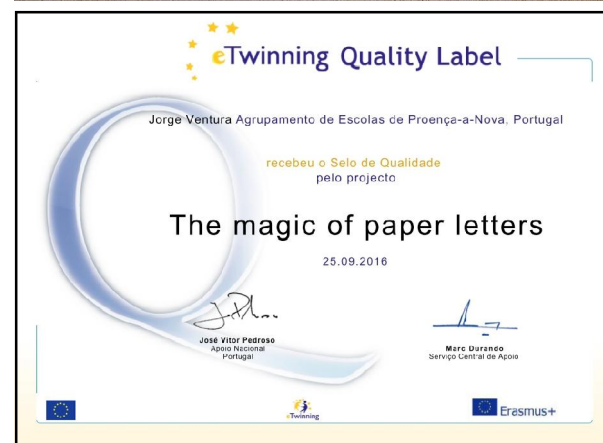 eTwinning Quality Label
Jorge Ventura Agrupamento de Escolas de Proença-a-Nova, Portugal
recebeu o Selo de Qualidade
pelo projecto
The magic of paper letters
25.09.2016
José Vitor Pedroso
Apoio Nacional
Portugal
Marc Durando
Serviço Central de Apoio
eTwinning
Erasmus+